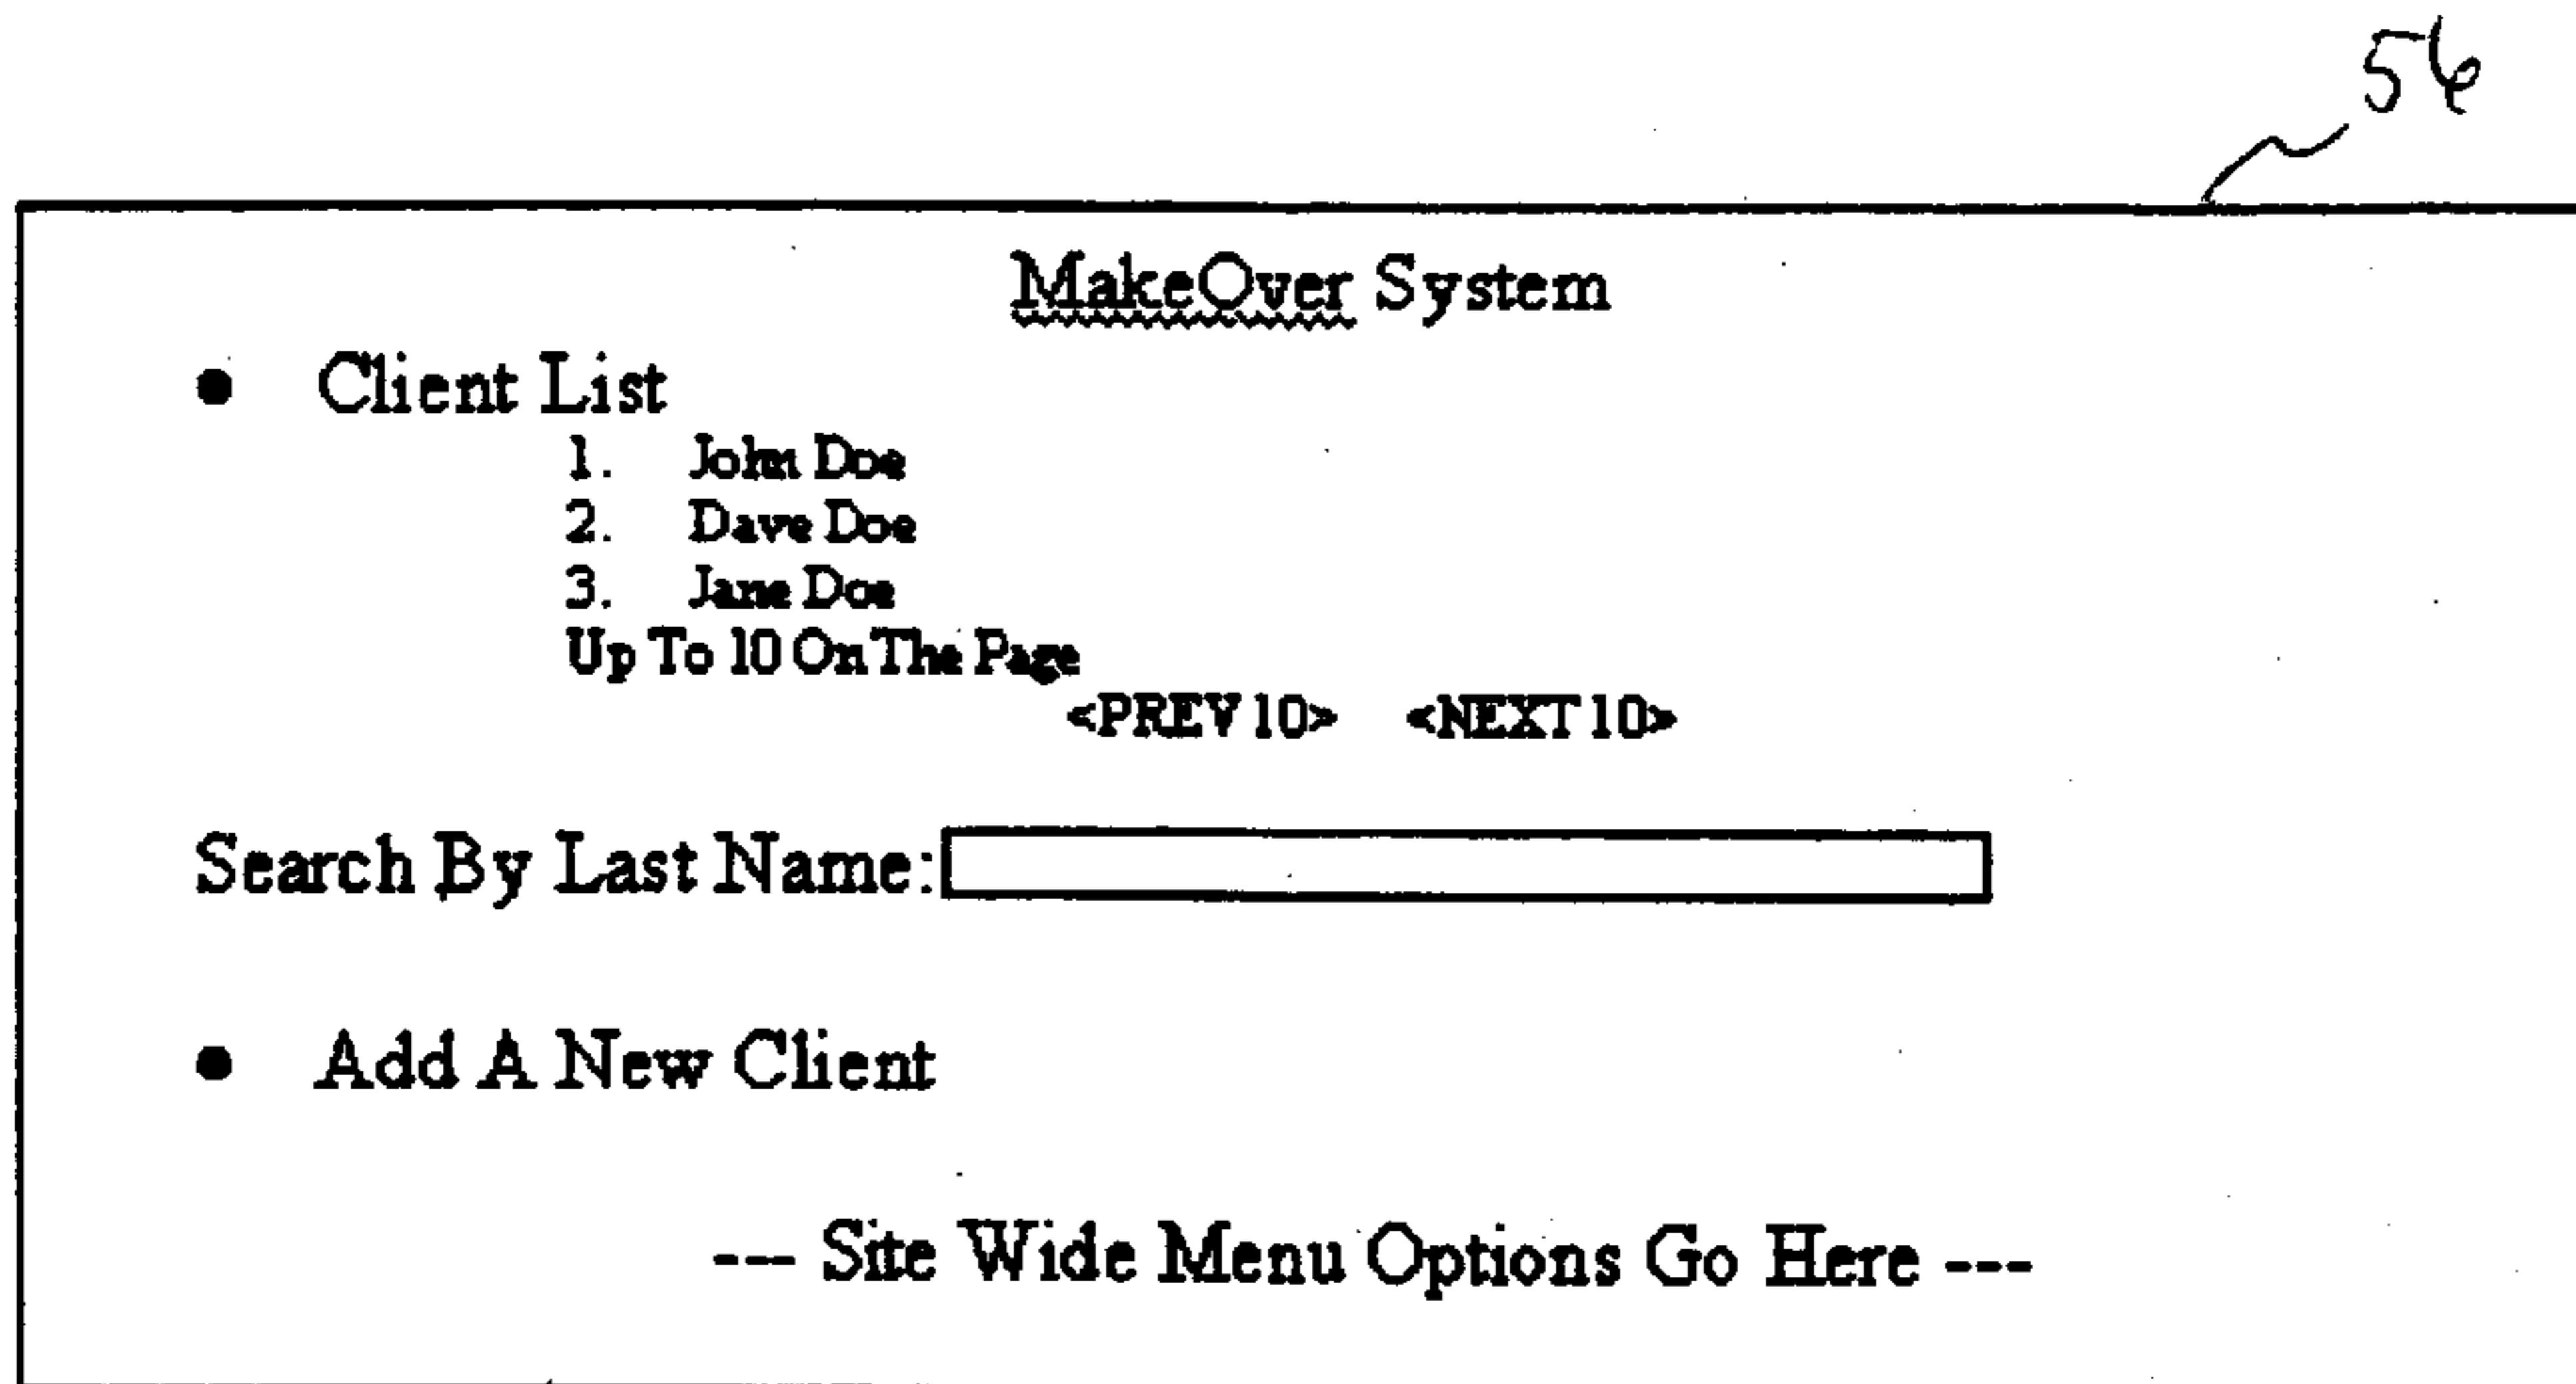 56
MakeOver System
● Client List
1. John Doe
2. Dave Doe
3. Jane Doe
Up To 10 On The Page
<PREV 10> <NEXT 10>
Search By Last Name:
● Add A New Client
--- Site Wide Menu Options Go Here ---